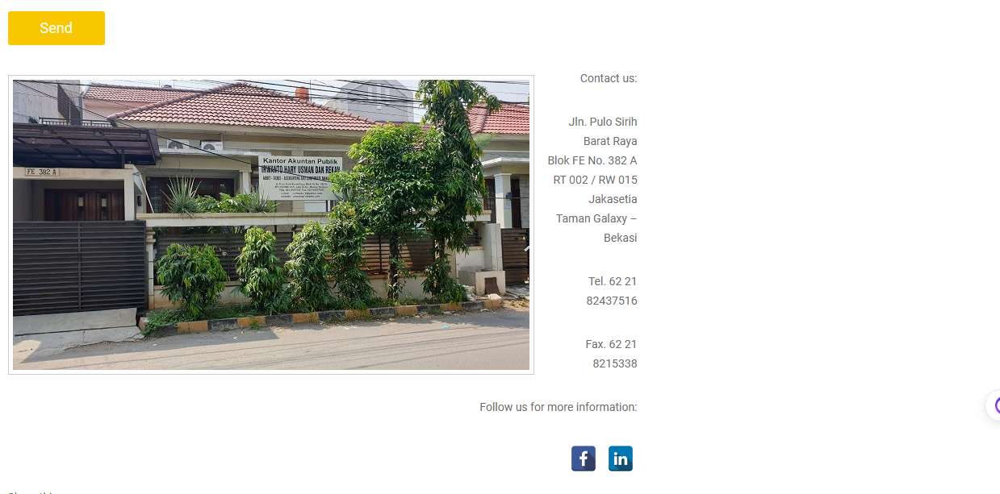 Send
Contact us:
Jln. Pulo Sirih
Barat Raya
Blok FE No. 382 A
RT 002 / RW 015
Jakasetia
Taman Galaxy –
Bekasi
Tel. 62 21
82437516
Fax. 62 21
8215338
FE 382 A
Kantor Akuntan Publik
IRWANTO, HARY, USMAN DAN REKAN
Follow us for more information:
f
in